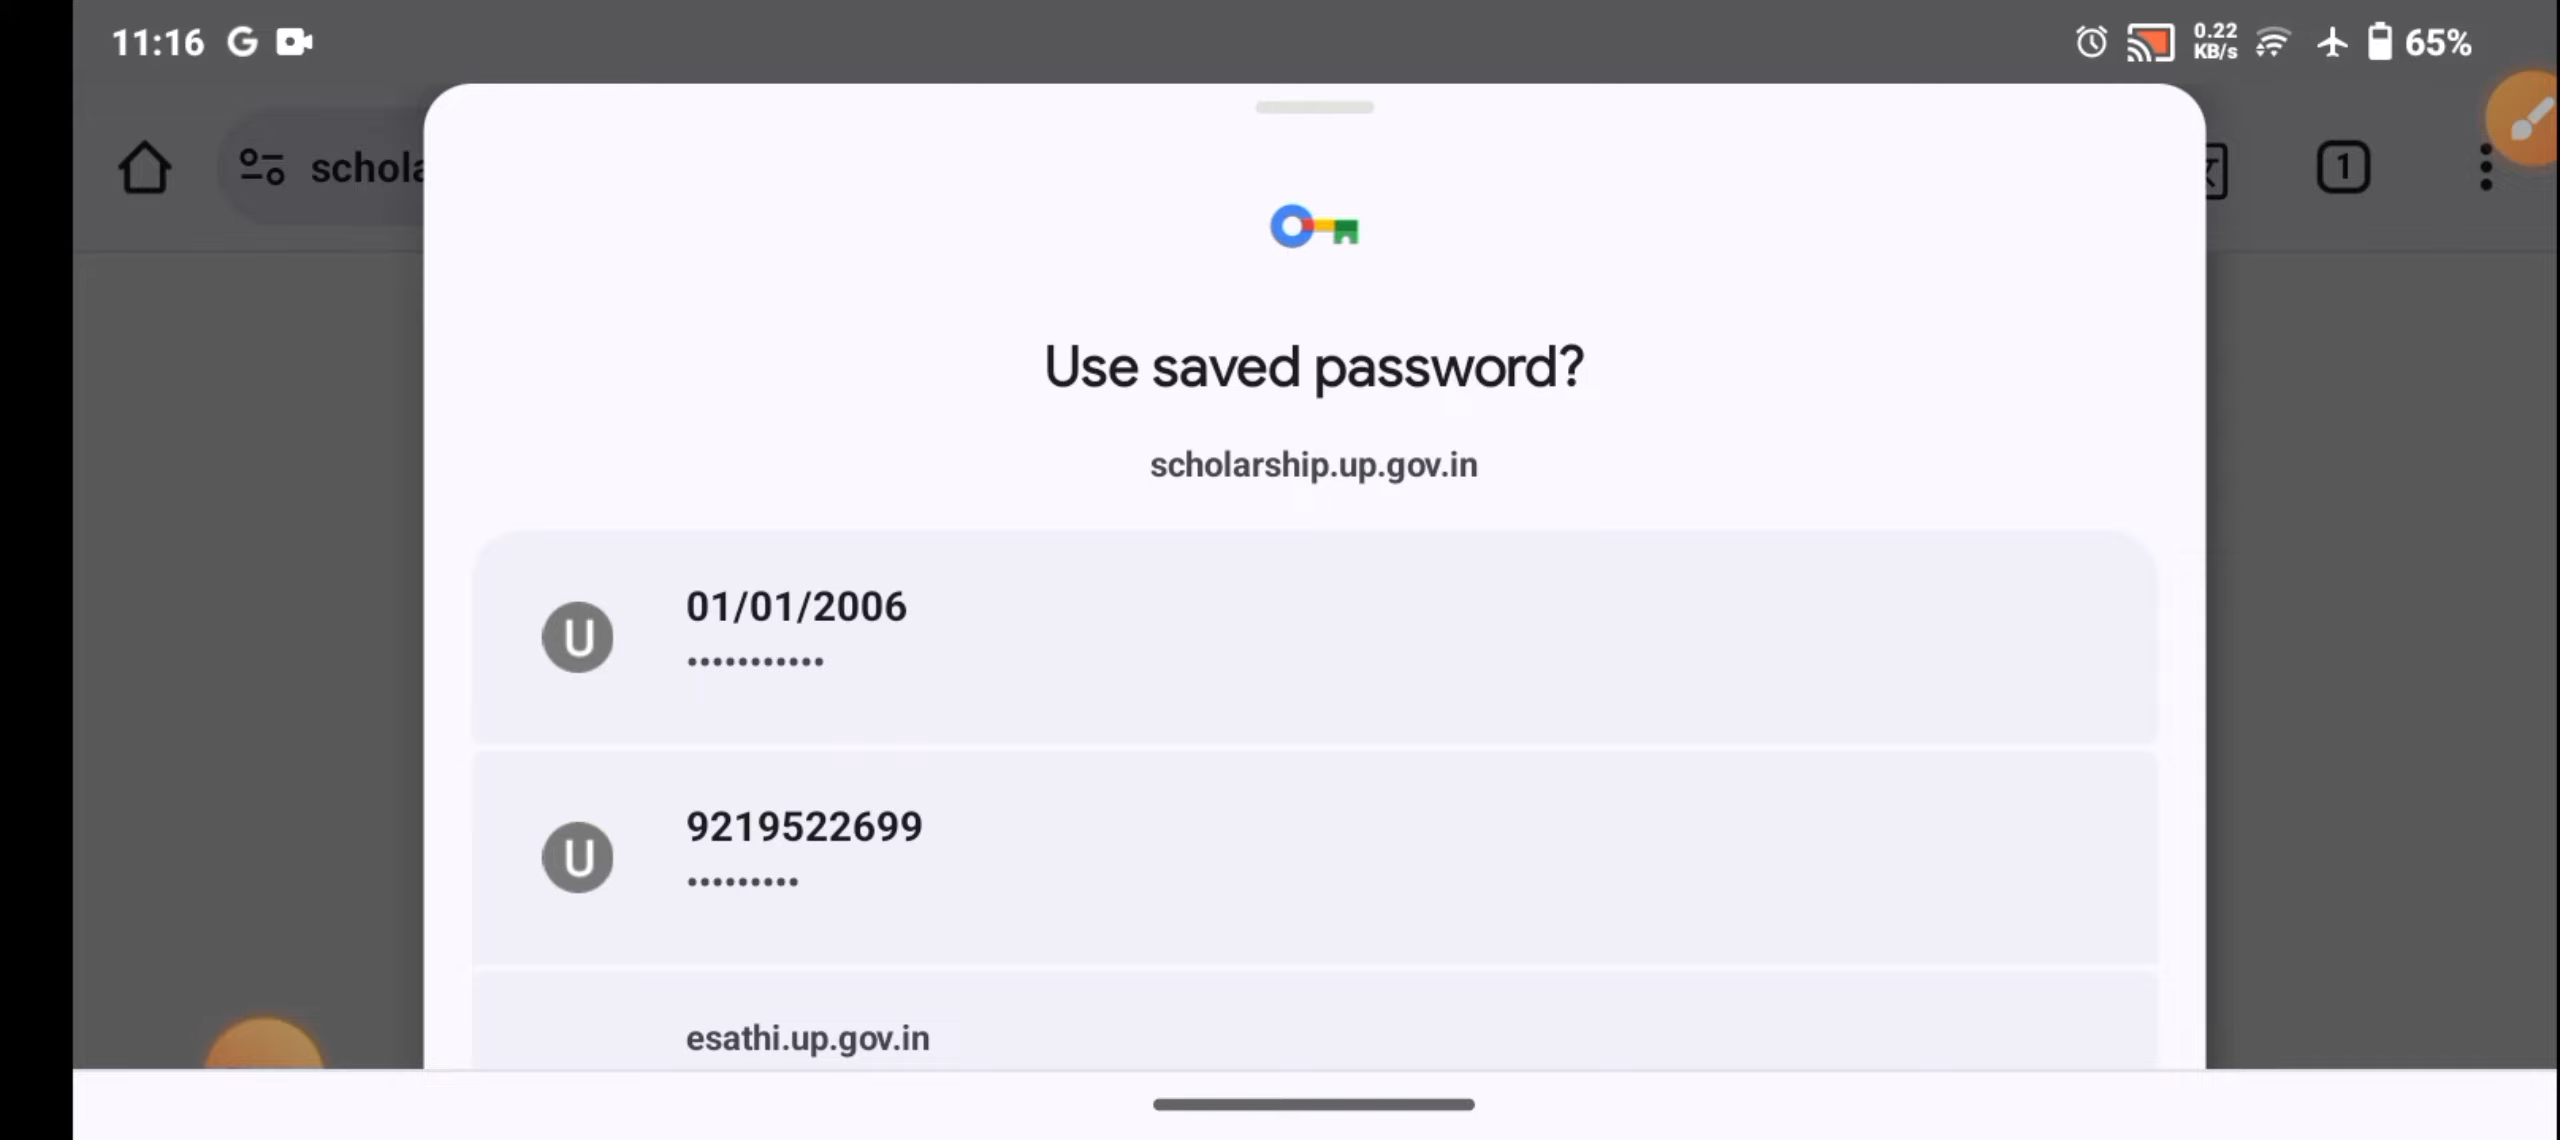 11:16 G
0.22
KB/s
65%
schola
1
Use saved password?
scholarship.up.gov.in
U
01/01/2006
•••••••••••
U
9219522699
•••••••••
esathi.up.gov.in